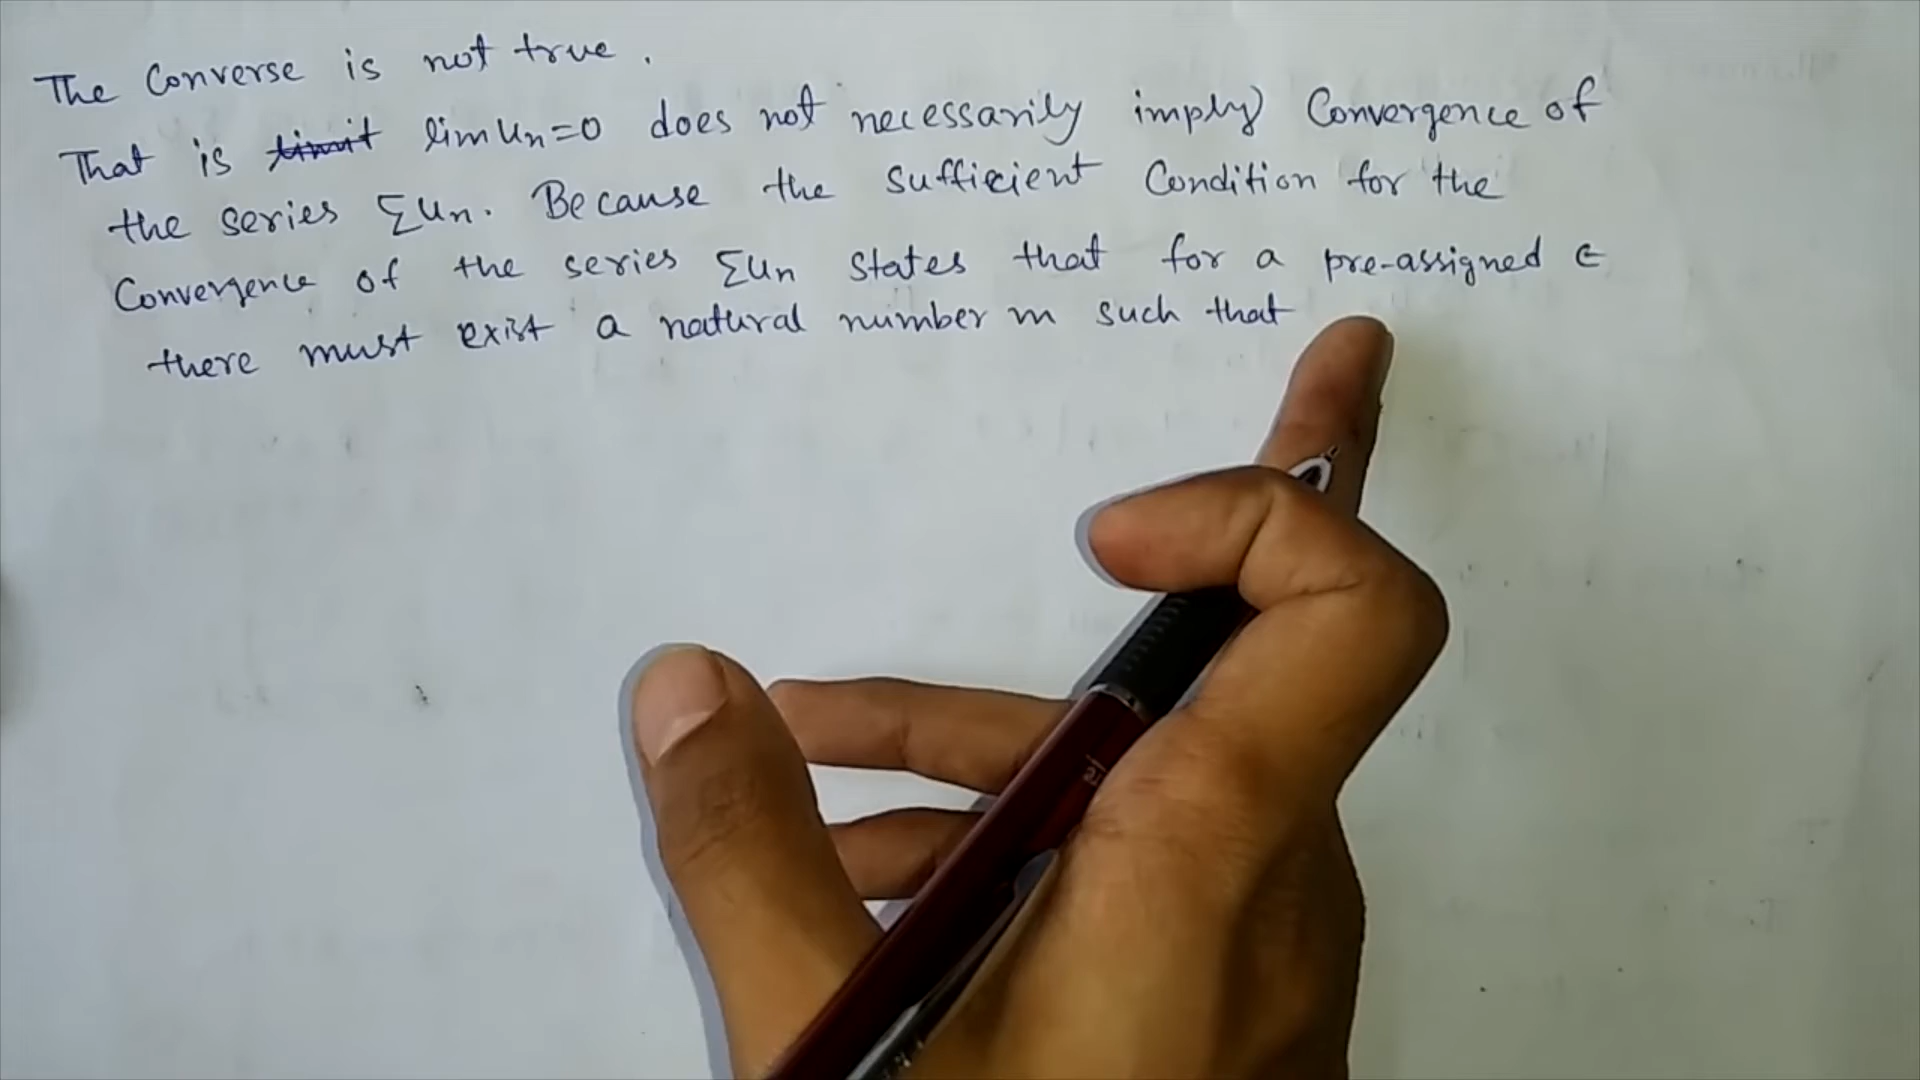 The Converse is not true.
That is limit lim Un=0 does not necessarily imply Convergence of
the series ΣUn. Because the sufficient Condition for the
Convergence of the series ΣUn states that for a pre-assigned ∈
there must exist a natural number m such that